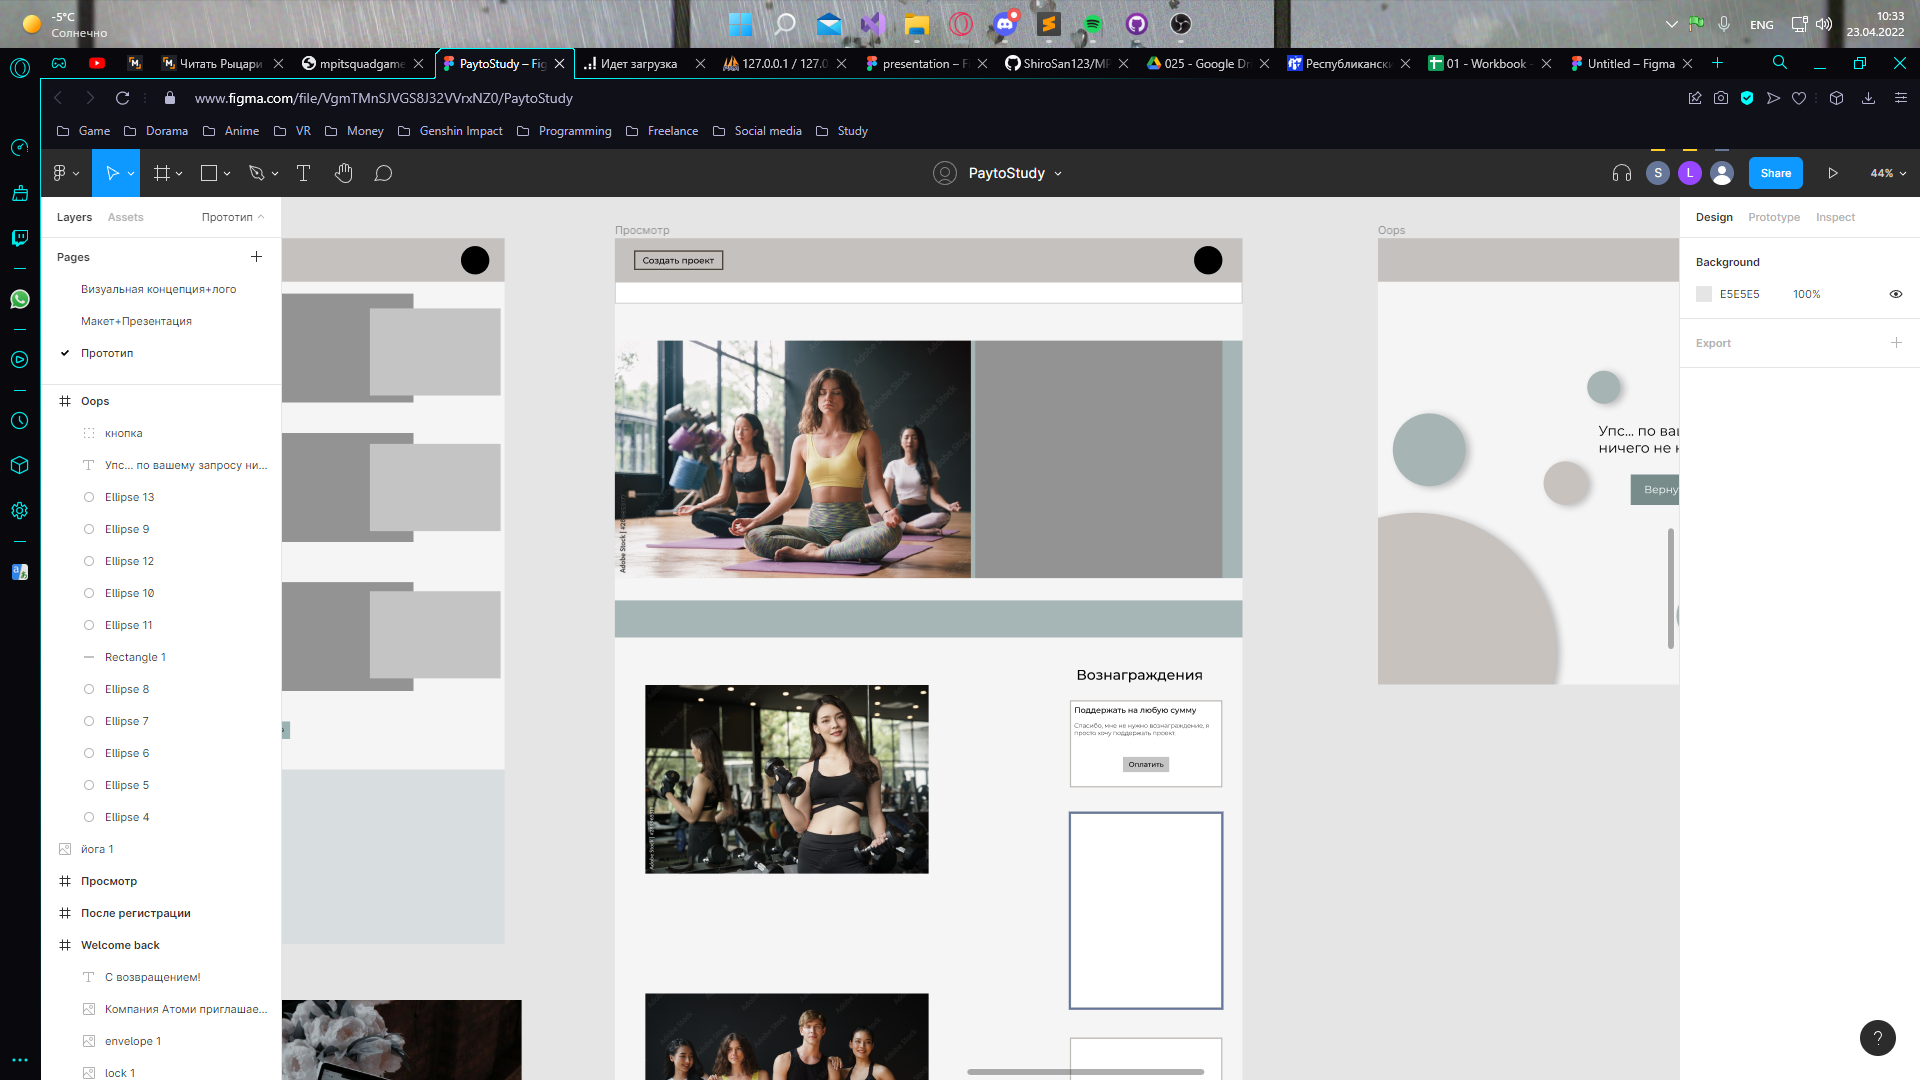 -5°C
Солнечно
ENG
10:33
23.04.2022
Читать Рыцари
mpitsquadgame
PaytoStudy – Fig
Идет загрузка
127.0.0.1 / 127.0
presentation – F
ShiroSan123/MP
025 - Google Dr
Республиканск
01 - Workbook -
Untitled – Figma
www.figma.com/file/VgmTMnSJVGS8J32VVrxNZ0/PaytoStudy
Game
Dorama
Anime
VR
Money
Genshin Impact
Programming
Freelance
Social media
Study
PaytoStudy
S
L
Share
44%
Layers
Assets
Прототип
Pages
Визуальная концепция+лого
Макет+Презентация
Прототип
Oops
кнопка
Упс... по вашему запросу ни...
Ellipse 13
Ellipse 9
Ellipse 12
Ellipse 10
Ellipse 11
Rectangle 1
Ellipse 8
Ellipse 7
Ellipse 6
Ellipse 5
Ellipse 4
йога 1
Просмотр
После регистрации
Welcome back
С возвращением!
Компания Атоми приглашае...
envelope 1
lock 1
Просмотр
Создать проект
Вознаграждения
Поддержать на любую сумму
Спасибо, мне не нужно вознаграждение, я
просто хочу поддержать проект.
Оплатить
Oops
Упс... по ва
ничего не н
Верну
Design
Prototype
Inspect
Background
E5E5E5
100%
Export
?